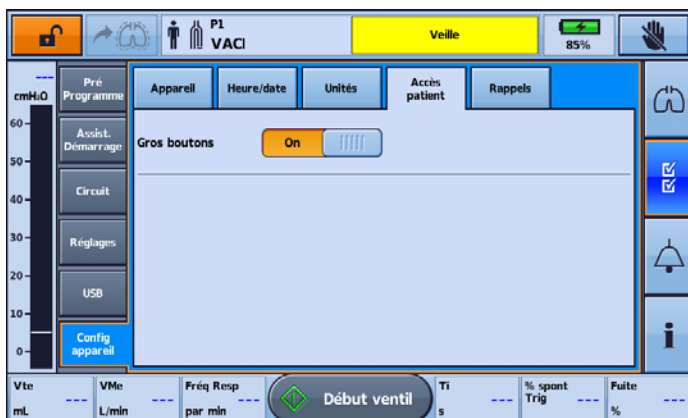 P1
VACI
Veille
85%
---
cmH₂O
60
50
40
30
20
10
0
Pré
Programme
Assist.
Démarrage
Circuit
Réglages
USB
Config
appareil
Appareil
Heure/date
Unités
Accès
patient
Rappels
Gros boutons
On
i
Vte
---
mL
VMe
---
L/min
Fréq Resp
---
par min
Début ventil
Ti
---
s
% spont
Trig
---
Fuite
---
%